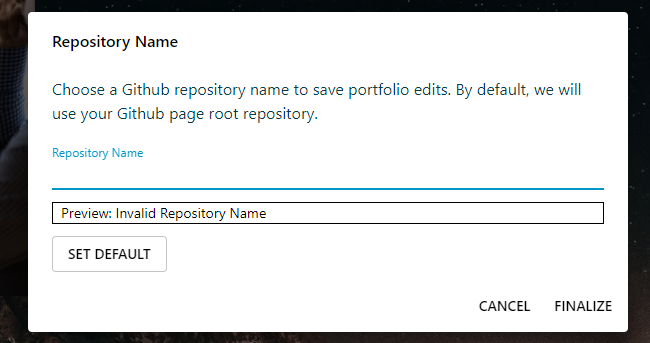 Repository Name
Choose a Github repository name to save portfolio edits. By default, we will
use your Github page root repository.
Repository Name
Preview: Invalid Repository Name
SET DEFAULT
CANCEL FINALIZE